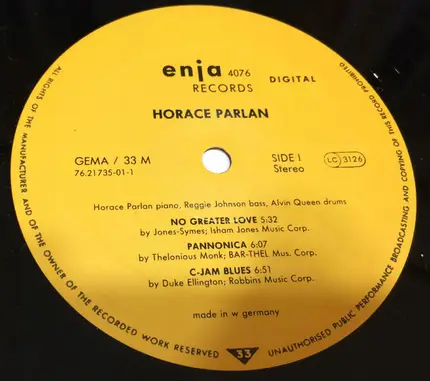 enja 4076
RECORDS
DIGITAL
HORACE PARLAN
GEMA / 33 M
76.21735-01-1
SIDE I
Stereo
LC 3126
Horace Parlan piano, Reggie Johnson bass, Alvin Queen drums
NO GREATER LOVE 5:32
by Jones-Symes; Isham Jones Music Corp.
PANNONICA 6:07
by Thelonious Monk; BAR-THEL Mus. Corp.
C-JAM BLUES 6:51
by Duke Ellington; Robbins Music Corp.
made in w germany
ALL RIGHTS OF THE MANUFACTURER AND OF THE OWNER OF THE RECORDED WORK RESERVED
33
UNAUTHORISED PUBLIC PERFORMANCE BROADCASTING AND COPYING OF THIS RECORD PROHIBITED